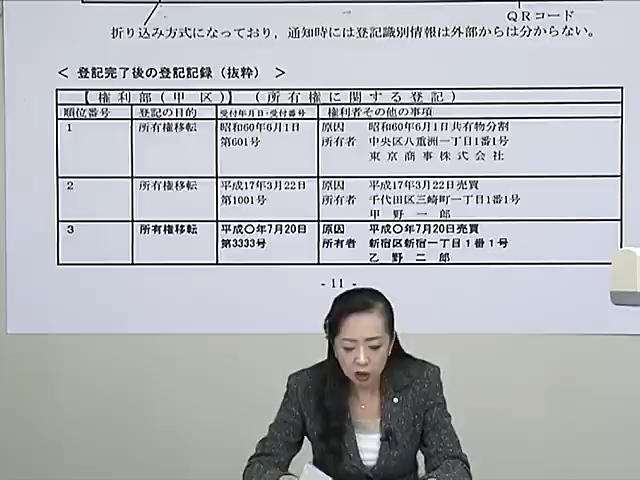 QRコード
折り込み方式になっており，通知時には登記識別情報は外部からは分からない。
＜ 登記完了後の登記記録（抜粋） ＞
【 権 利 部 （ 甲 区 ）】 （ 所 有 権 に 関 す る 登 記 ）
順位番号 登記の目的 受付年月日・受付番号 権利者その他の事項
1 所有権移転 昭和60年6月1日 原因 昭和60年6月1日共有物分割
第601号 所有者 中央区八重洲一丁目1番1号
東 京 商 事 株 式 会 社
2 所有権移転 平成17年3月22日 原因 平成17年3月22日売買
第1001号 所有者 千代田区三崎町一丁目1番1号
甲 野 一 郎
3 所有権移転 平成〇年7月20日 原因 平成〇年7月20日売買
第3333号 所有者 新宿区新宿一丁目1番1号
乙 野 二 郎
- 11 -